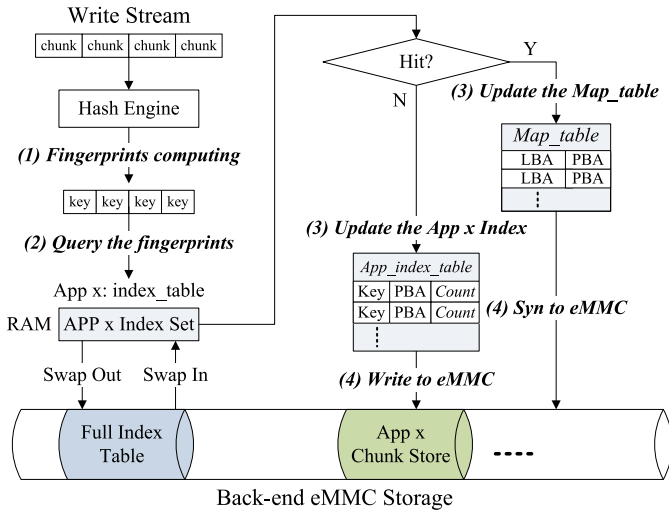 Write Stream
chunk chunk chunk chunk
Hash Engine
(1) Fingerprints computing
key key key key
(2) Query the fingerprints
App x: index_table
RAM
APP x Index Set
Swap Out
Swap In
Full Index
Table
Hit?
Y
N
(3) Update the Map_table
Map_table
LBA PBA
LBA PBA
(3) Update the App x Index
App_index_table
Key PBA Count
Key PBA Count
(4) Syn to eMMC
(4) Write to eMMC
App x
Chunk Store
Back-end eMMC Storage